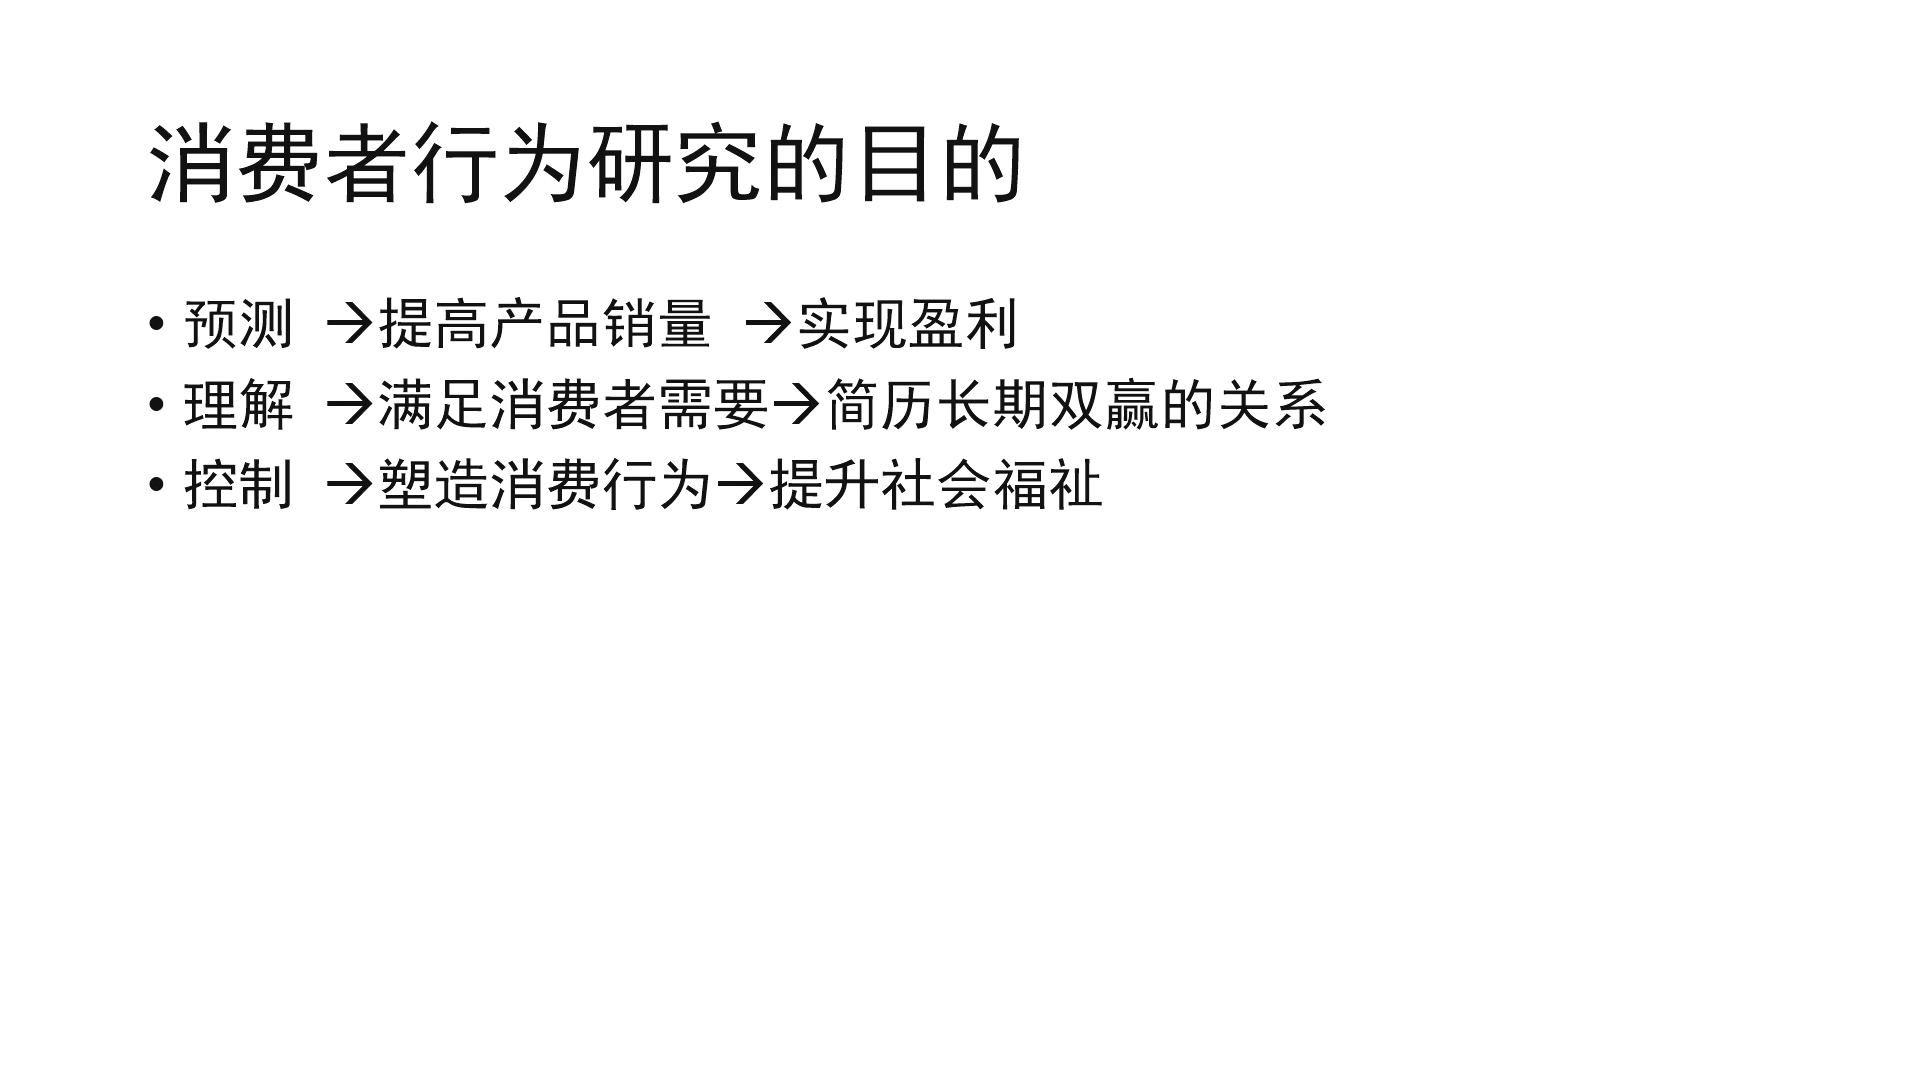 消费者行为研究的目的
• 预测 →提高产品销量 →实现盈利
• 理解 →满足消费者需要→简历长期双赢的关系
• 控制 →塑造消费行为→提升社会福祉